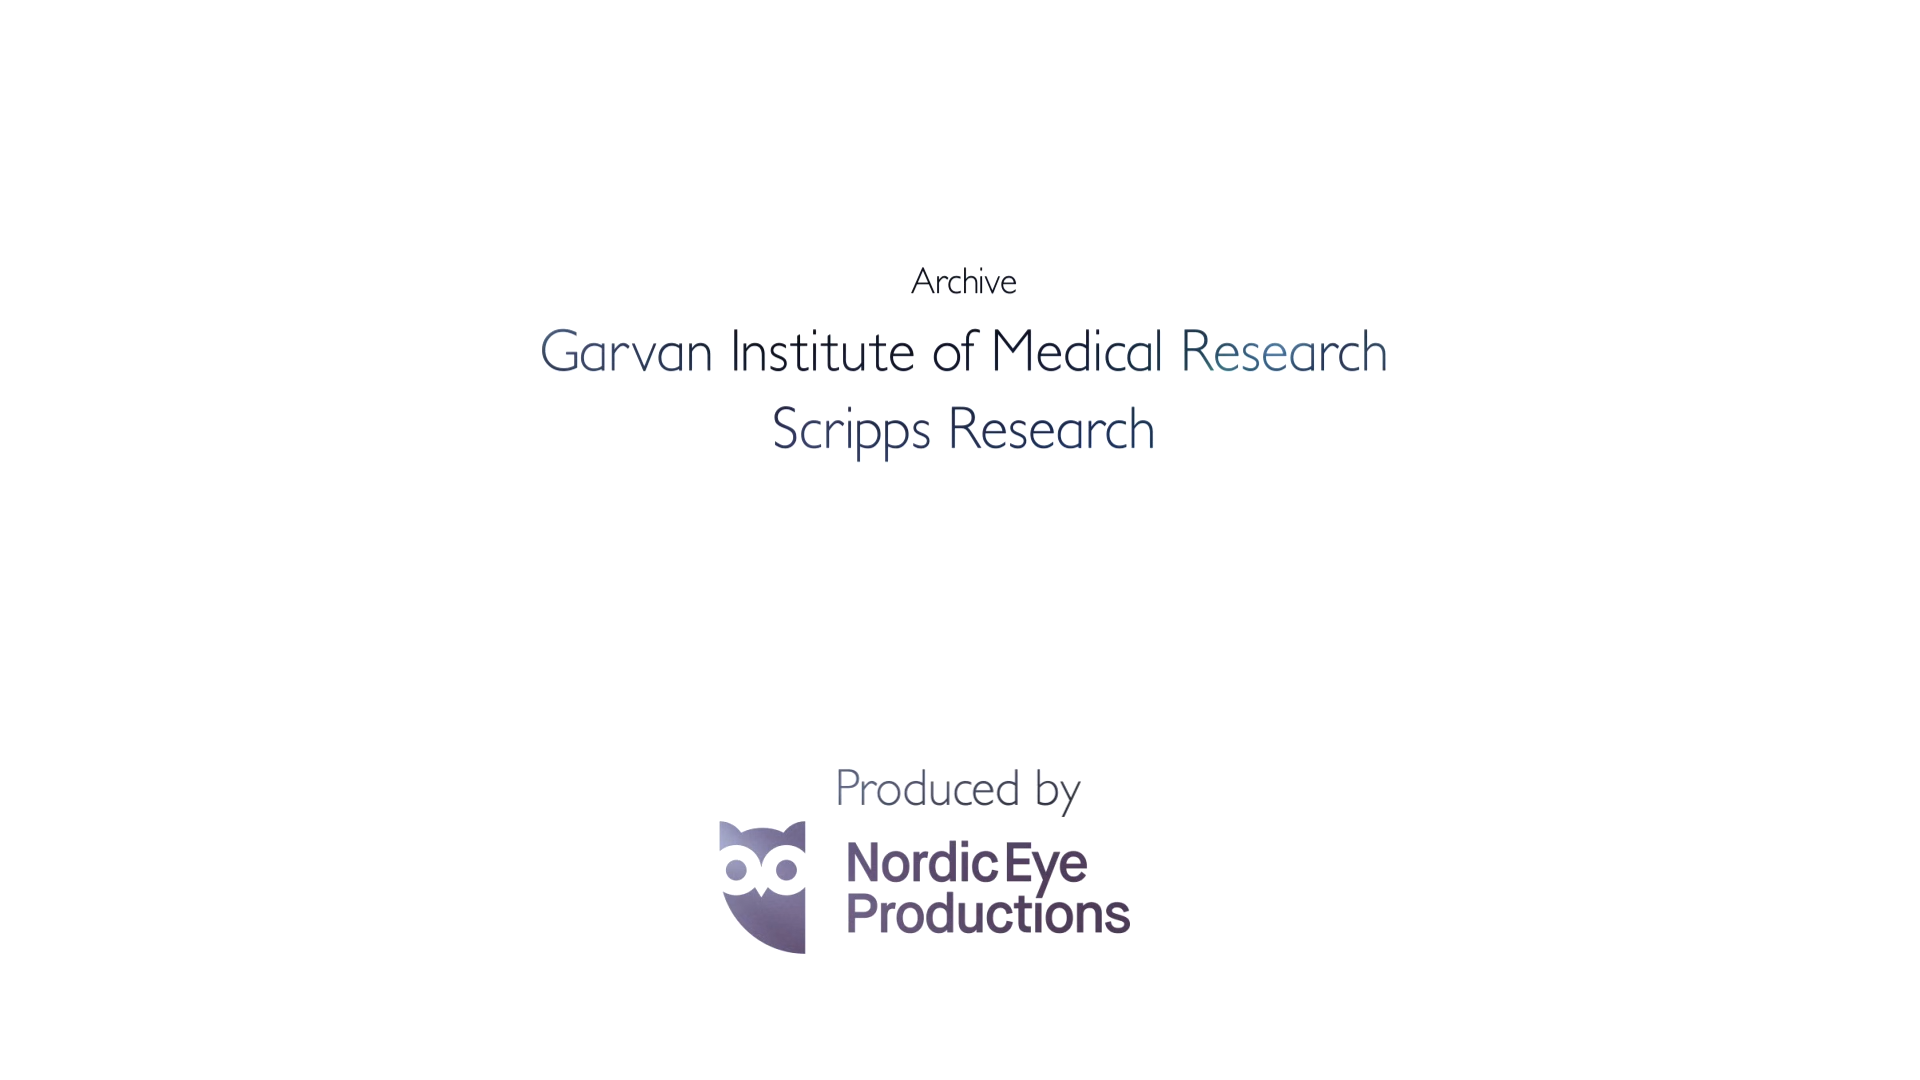 Archive
Garvan Institute of Medical Research
Scripps Research
Produced by
Nordic Eye
Productions